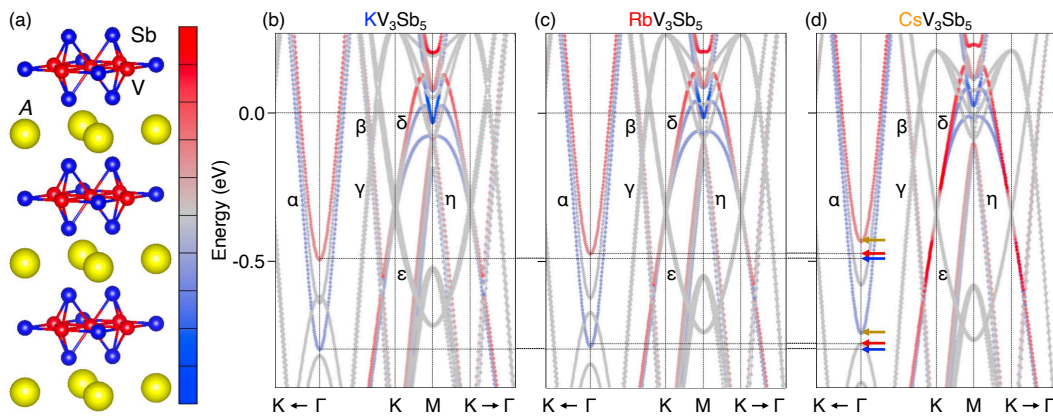 (a)
Sb
V
A
(b)
KV₃Sb₅
(c)
RbV₃Sb₅
(d)
CsV₃Sb₅
Energy (eV)
0.0
-0.5
α
β
γ
δ
ε
η
K ← Γ
K
M
K → Γ
α
β
γ
δ
ε
η
K ← Γ
K
M
K → Γ
α
β
γ
δ
ε
η
K ← Γ
K
M
K → Γ